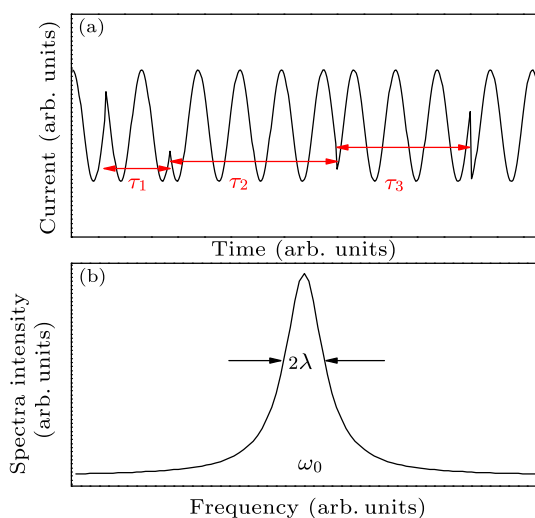 (a)
Current (arb. units)
τ1
τ2
τ3
Time (arb. units)
(b)
Spectra intensity
(arb. units)
2λ
ω0
Frequency (arb. units)